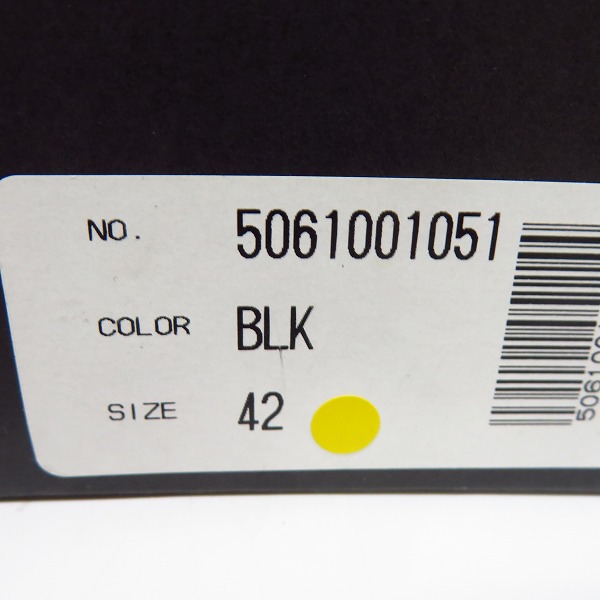 NO. 5061001051
COLOR BLK
SIZE 42